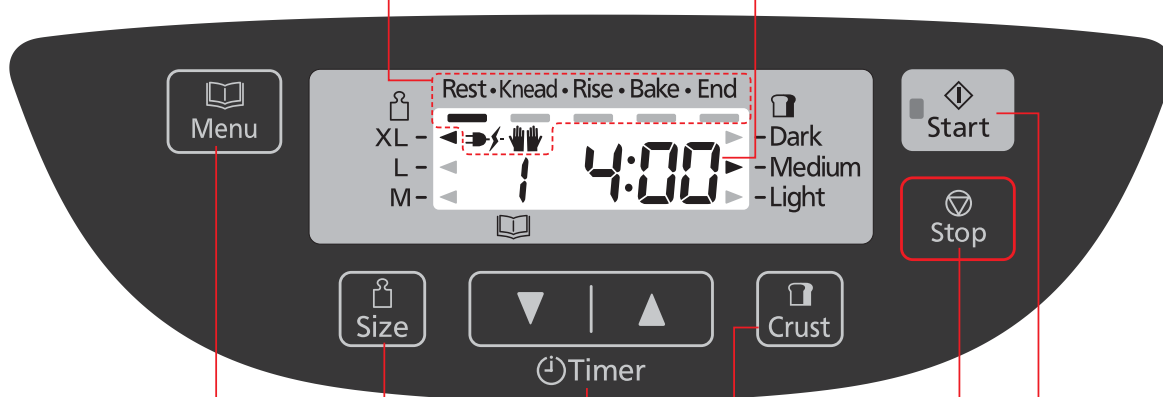 Menu
Rest • Knead • Rise • Bake • End
XL -
L -
M -
1 4:00
- Dark
- Medium
- Light
Start
Stop
Size
Timer
Crust